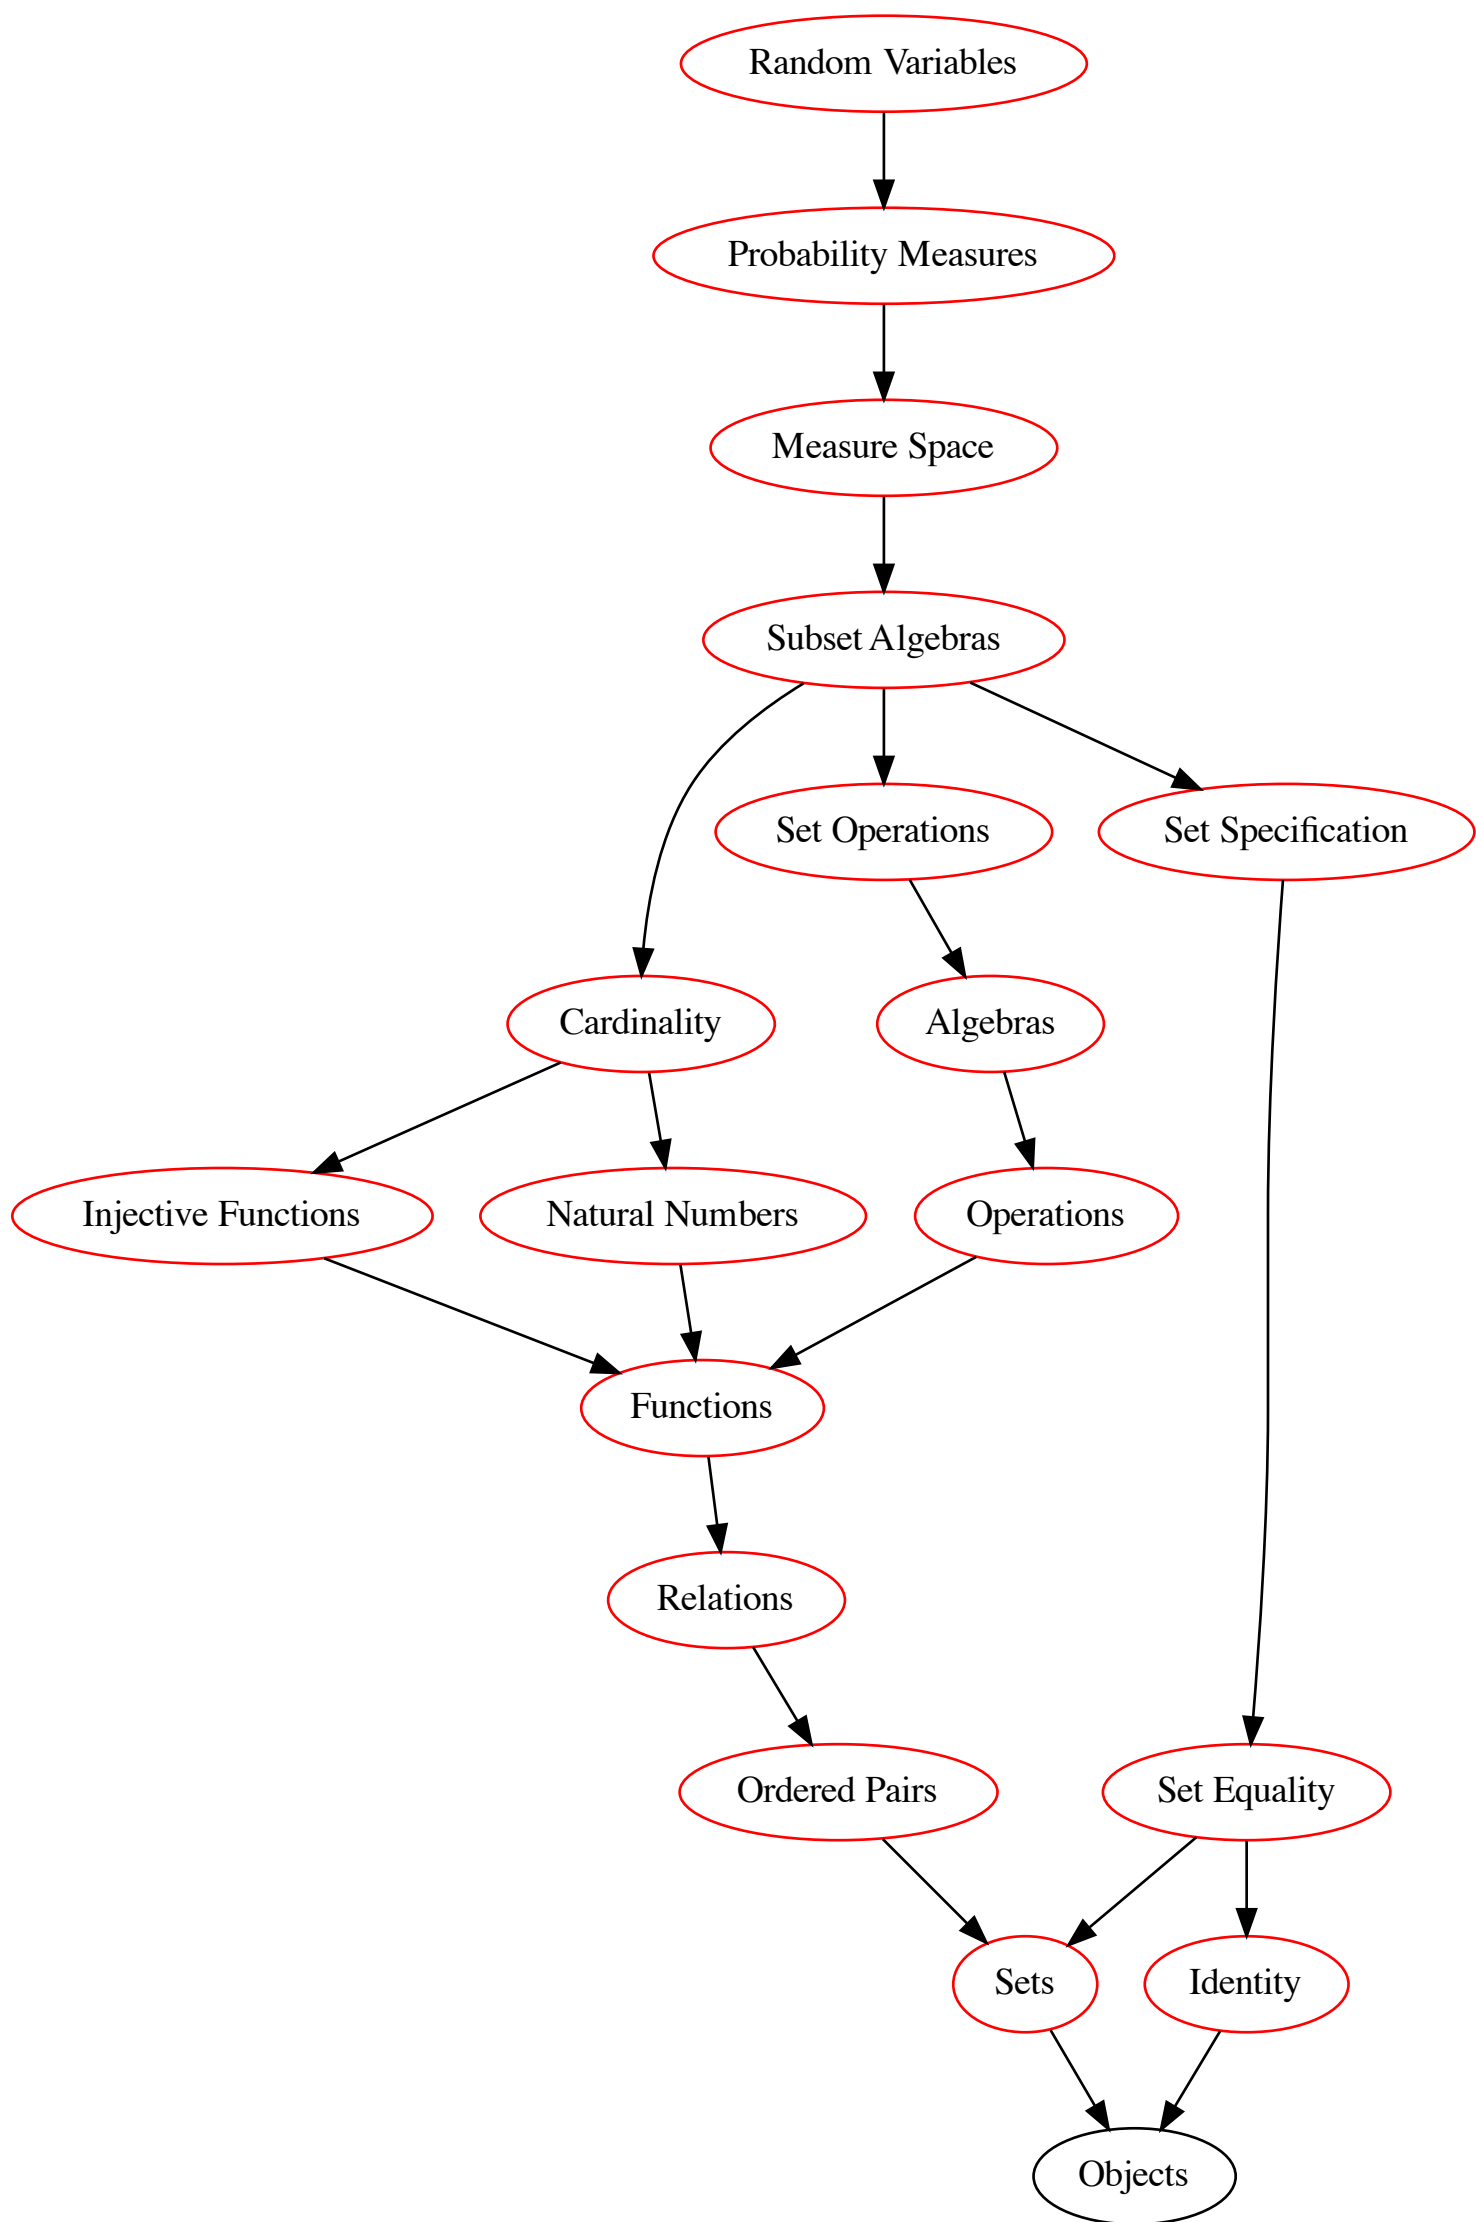 Random Variables
Probability Measures
Measure Space
Subset Algebras
Set Operations
Set Specification
Cardinality
Algebras
Injective Functions
Natural Numbers
Operations
Functions
Relations
Ordered Pairs
Set Equality
Sets
Identity
Objects